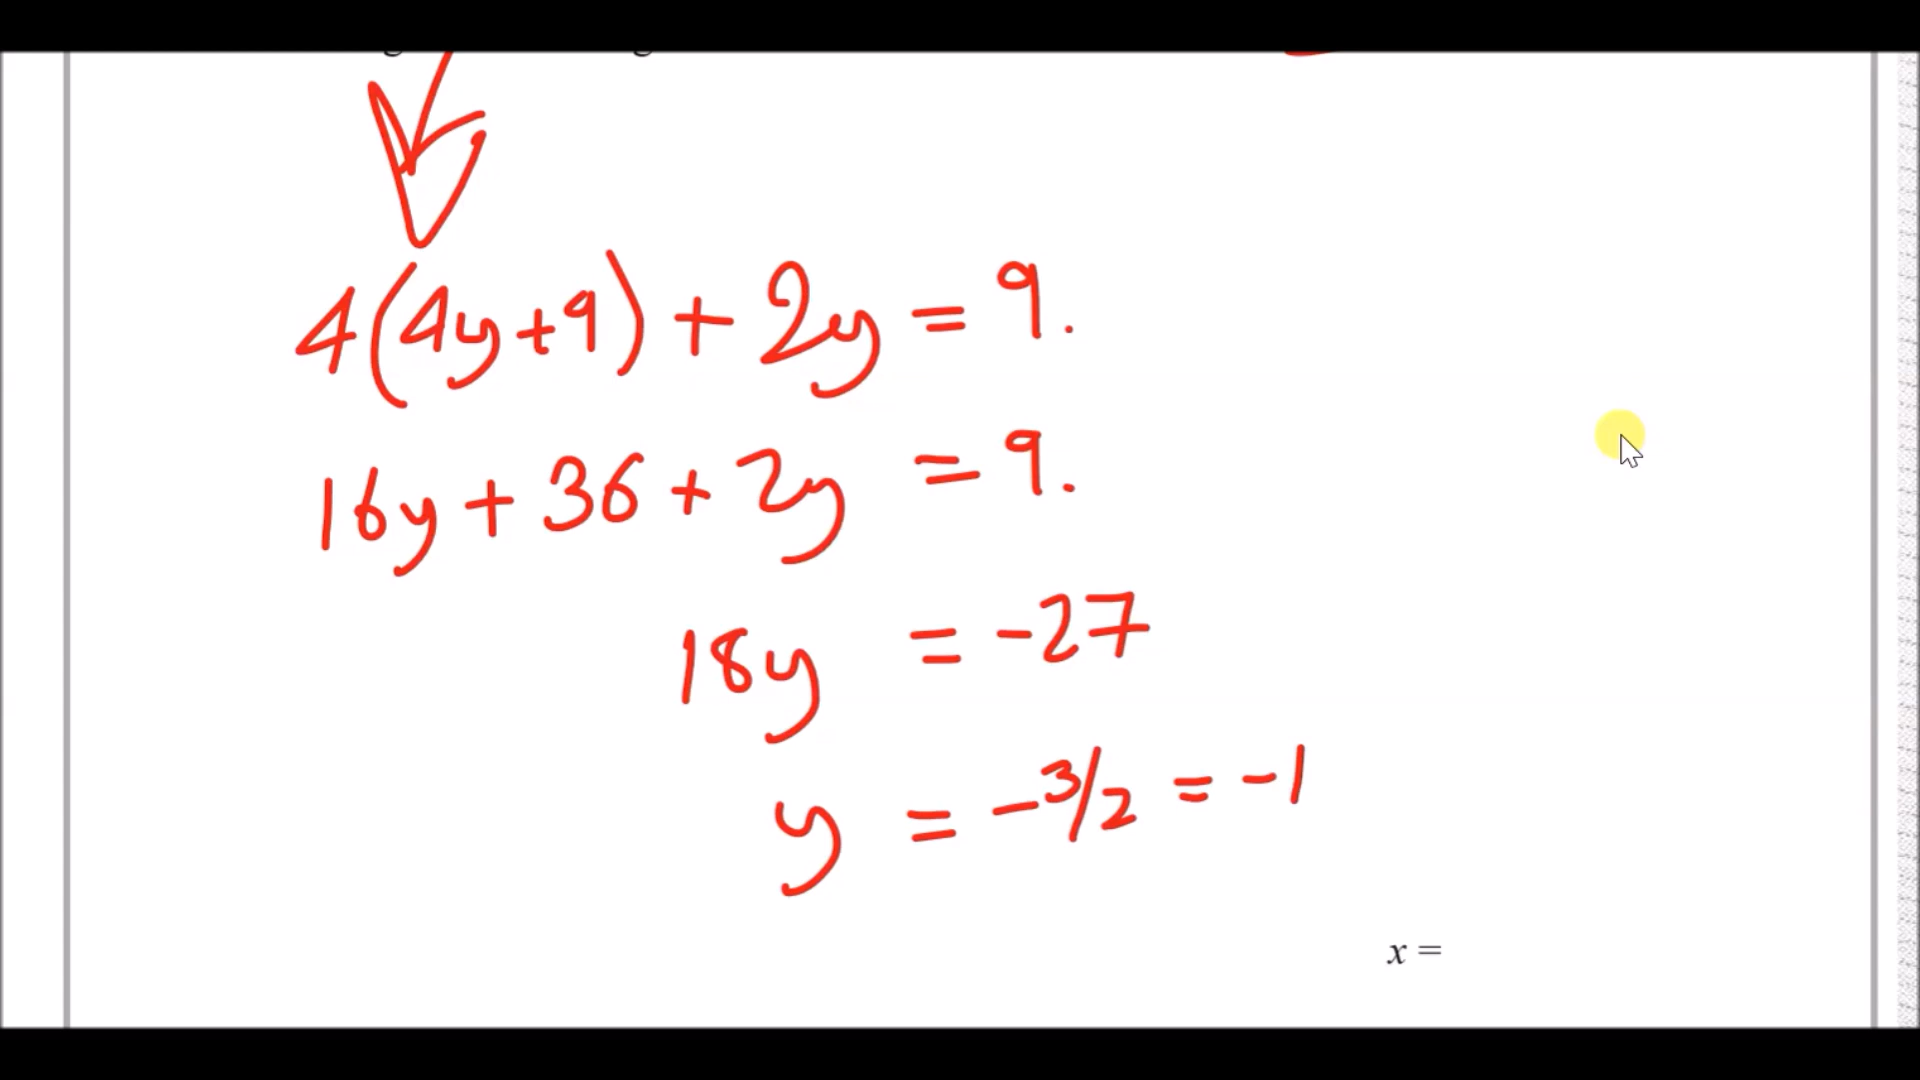 4(4y+9) + 2y = 9.
16y + 36 + 2y = 9.
18y = -27
y = -3/2 = -1
x =